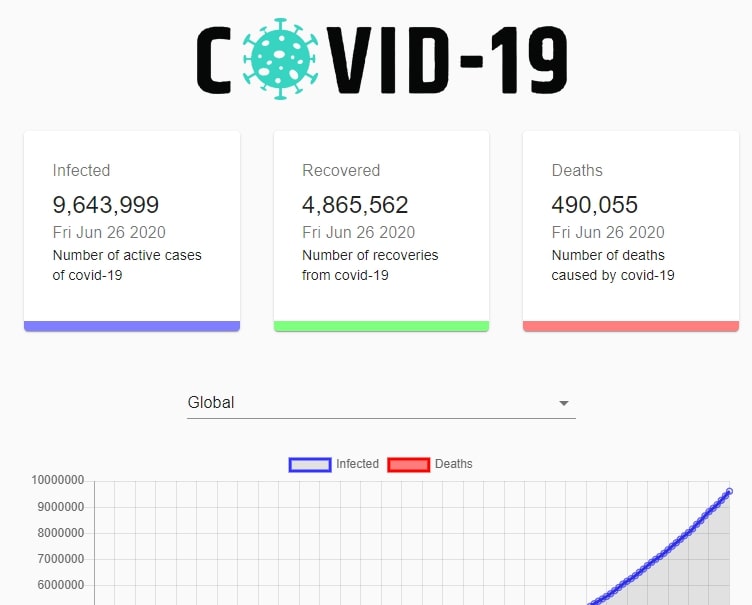 COVID-19
Infected
9,643,999
Fri Jun 26 2020
Number of active cases
of covid-19
Recovered
4,865,562
Fri Jun 26 2020
Number of recoveries
from covid-19
Deaths
490,055
Fri Jun 26 2020
Number of deaths
caused by covid-19
Global
Infected Deaths
10000000
9000000
8000000
7000000
6000000